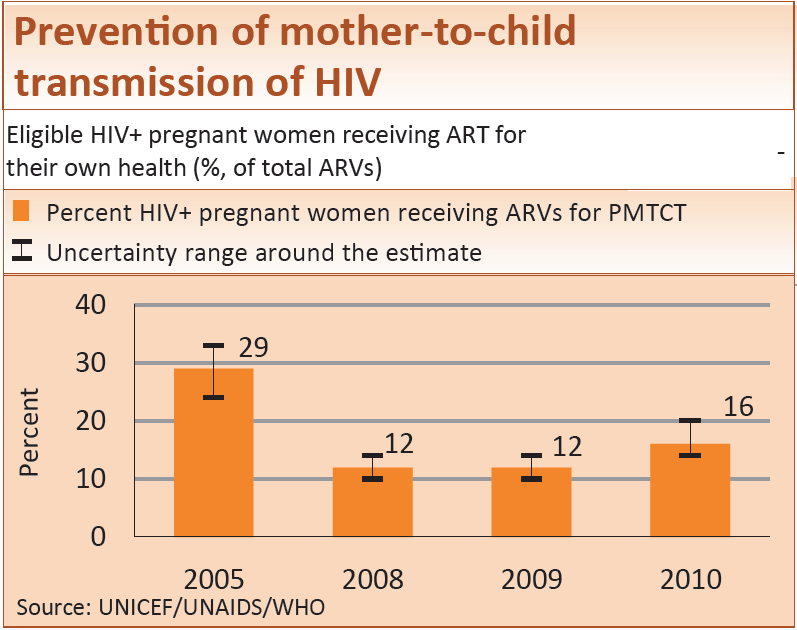 Prevention of mother-to-child
transmission of HIV
Eligible HIV+ pregnant women receiving ART for
their own health (%, of total ARVs)
-
Percent HIV+ pregnant women receiving ARVs for PMTCT
Uncertainty range around the estimate
40
30
20
10
0
Percent
29
12
12
16
2005 2008 2009 2010
Source: UNICEF/UNAIDS/WHO